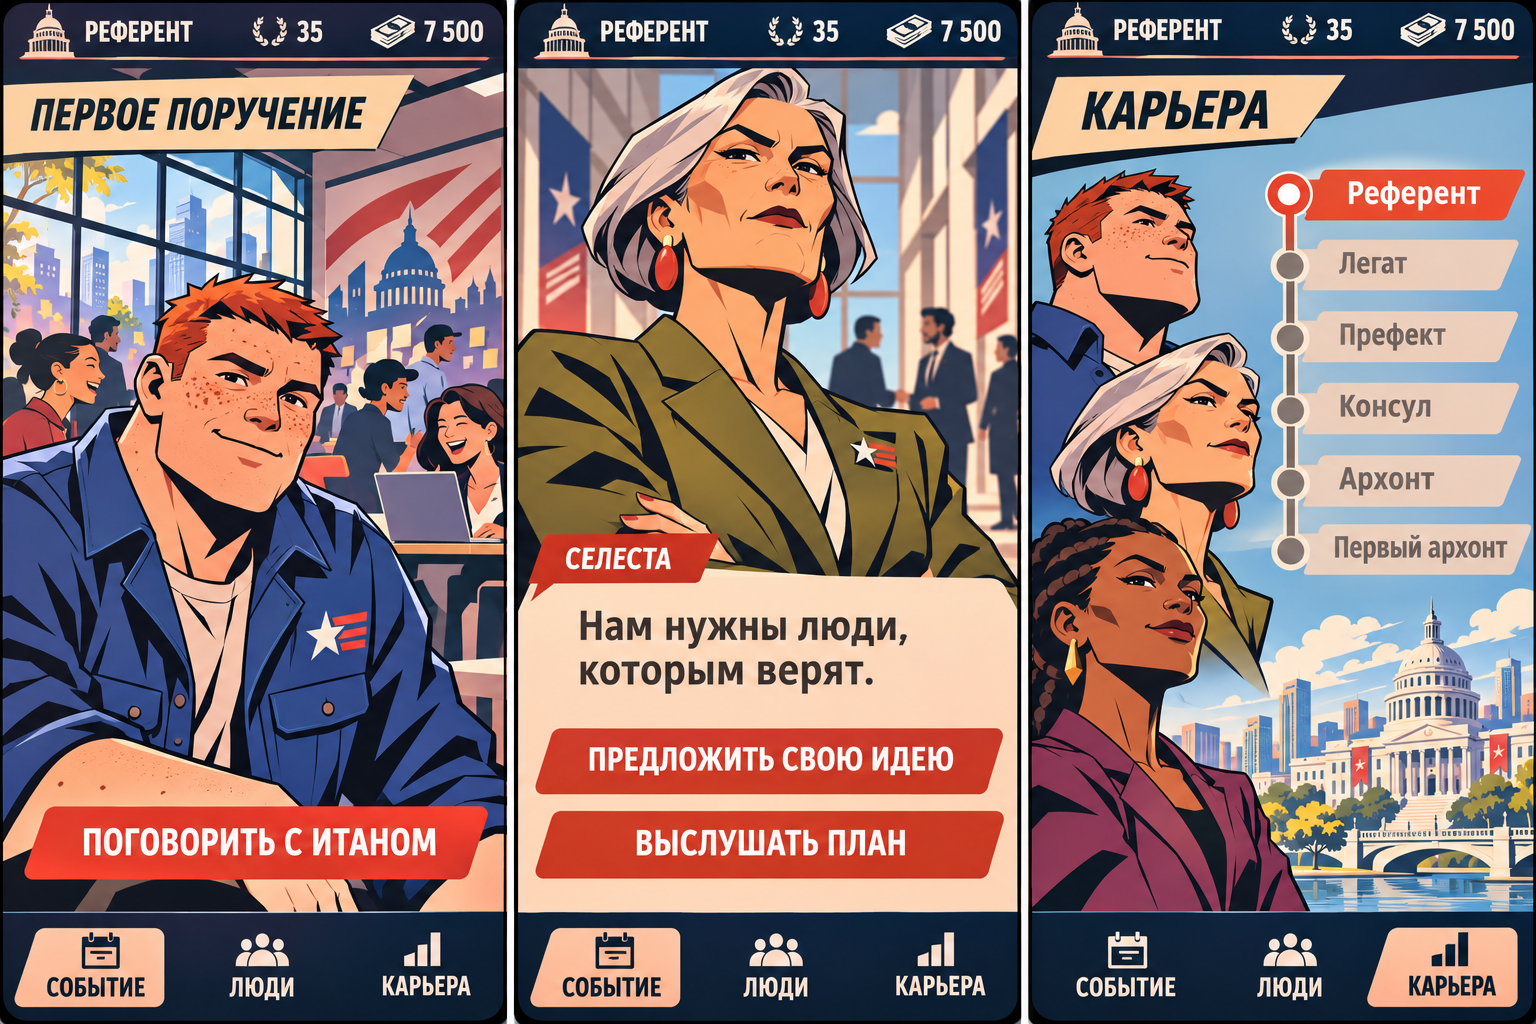 РЕФЕРЕНТ 35 7 500
ПЕРВОЕ ПОРУЧЕНИЕ
ПОГОВОРИТЬ С ИТАНОМ
СОБЫТИЕ ЛЮДИ КАРЬЕРА
РЕФЕРЕНТ 35 7 500
СЕЛЕСТА
Нам нужны люди,
которым верят.
ПРЕДЛОЖИТЬ СВОЮ ИДЕЮ
ВЫСЛУШАТЬ ПЛАН
СОБЫТИЕ ЛЮДИ КАРЬЕРА
РЕФЕРЕНТ 35 7 500
КАРЬЕРА
Референт
Легат
Префект
Консул
Архонт
Первый архонт
СОБЫТИЕ ЛЮДИ КАРЬЕРА